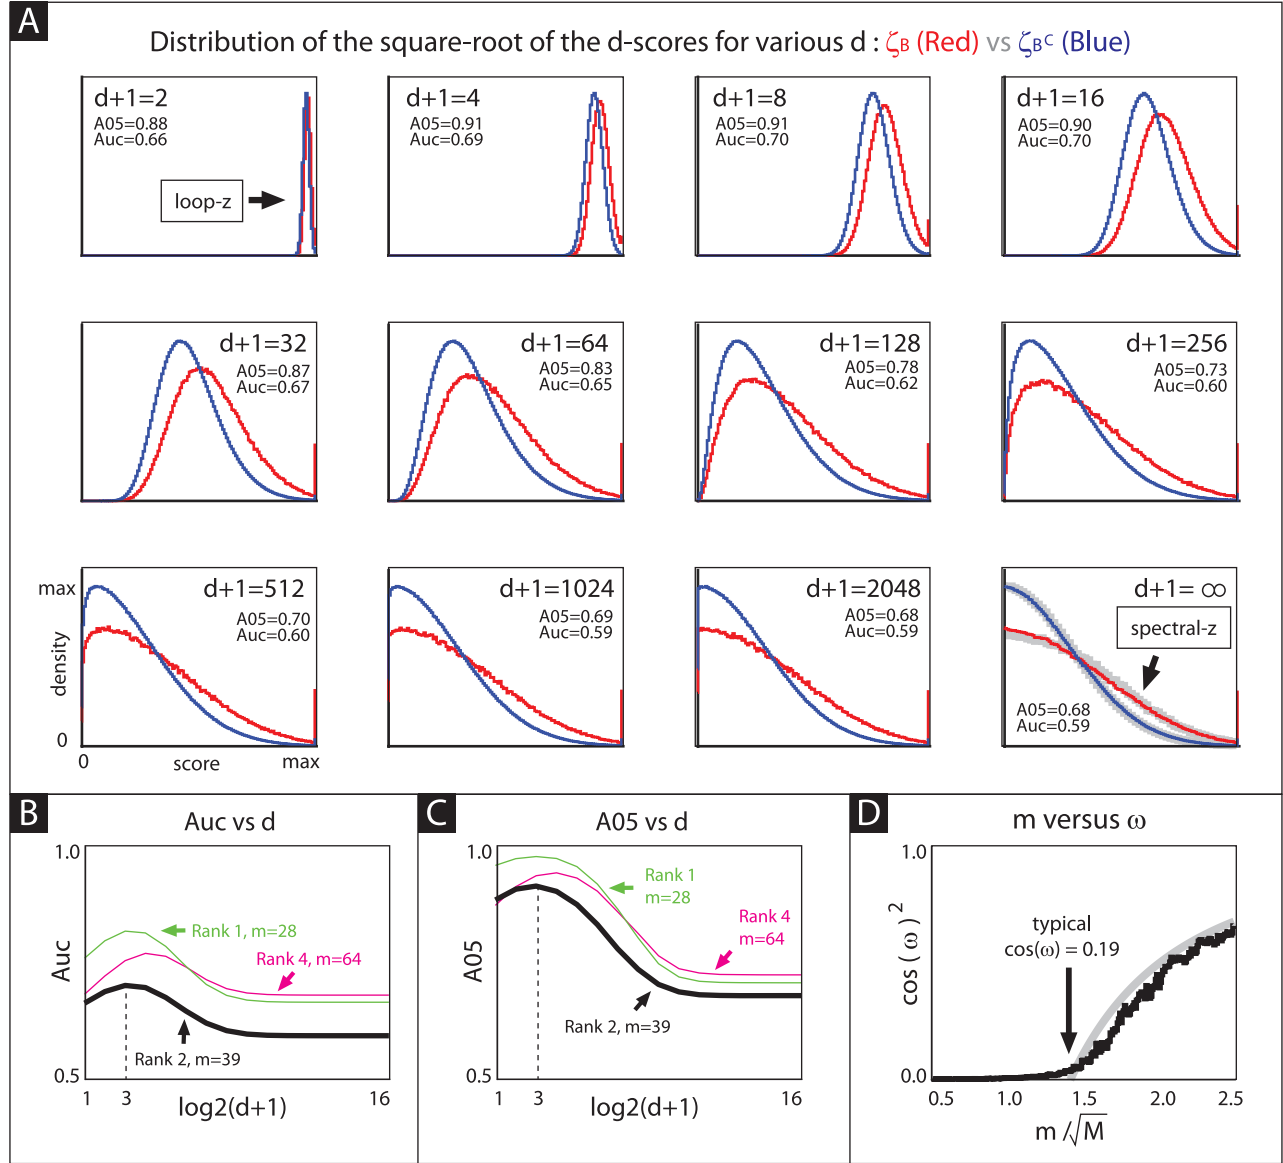 A
Distribution of the square-root of the d-scores for various d : ζB (Red) vs ζBᶜ (Blue)
d+1=2
A05=0.88
Auc=0.66
loop-z
d+1=4
A05=0.91
Auc=0.69
d+1=8
A05=0.91
Auc=0.70
d+1=16
A05=0.90
Auc=0.70
d+1=32
A05=0.87
Auc=0.67
d+1=64
A05=0.83
Auc=0.65
d+1=128
A05=0.78
Auc=0.62
d+1=256
A05=0.73
Auc=0.60
max
density
0
0
score
max
d+1=512
A05=0.70
Auc=0.60
d+1=1024
A05=0.69
Auc=0.59
d+1=2048
A05=0.68
Auc=0.59
d+1= ∞
spectral-z
A05=0.68
Auc=0.59
B
Auc vs d
1.0
Auc
0.5
Rank 1, m=28
Rank 4, m=64
Rank 2, m=39
1
3
16
log2(d+1)
C
A05 vs d
1.0
A05
0.5
Rank 1
m=28
Rank 4
m=64
Rank 2, m=39
1
3
16
log2(d+1)
D
m versus ω
1.0
cos ( ω ) ²
0.0
typical
cos(ω) = 0.19
0.5
1.0
1.5
2.0
2.5
m /√M